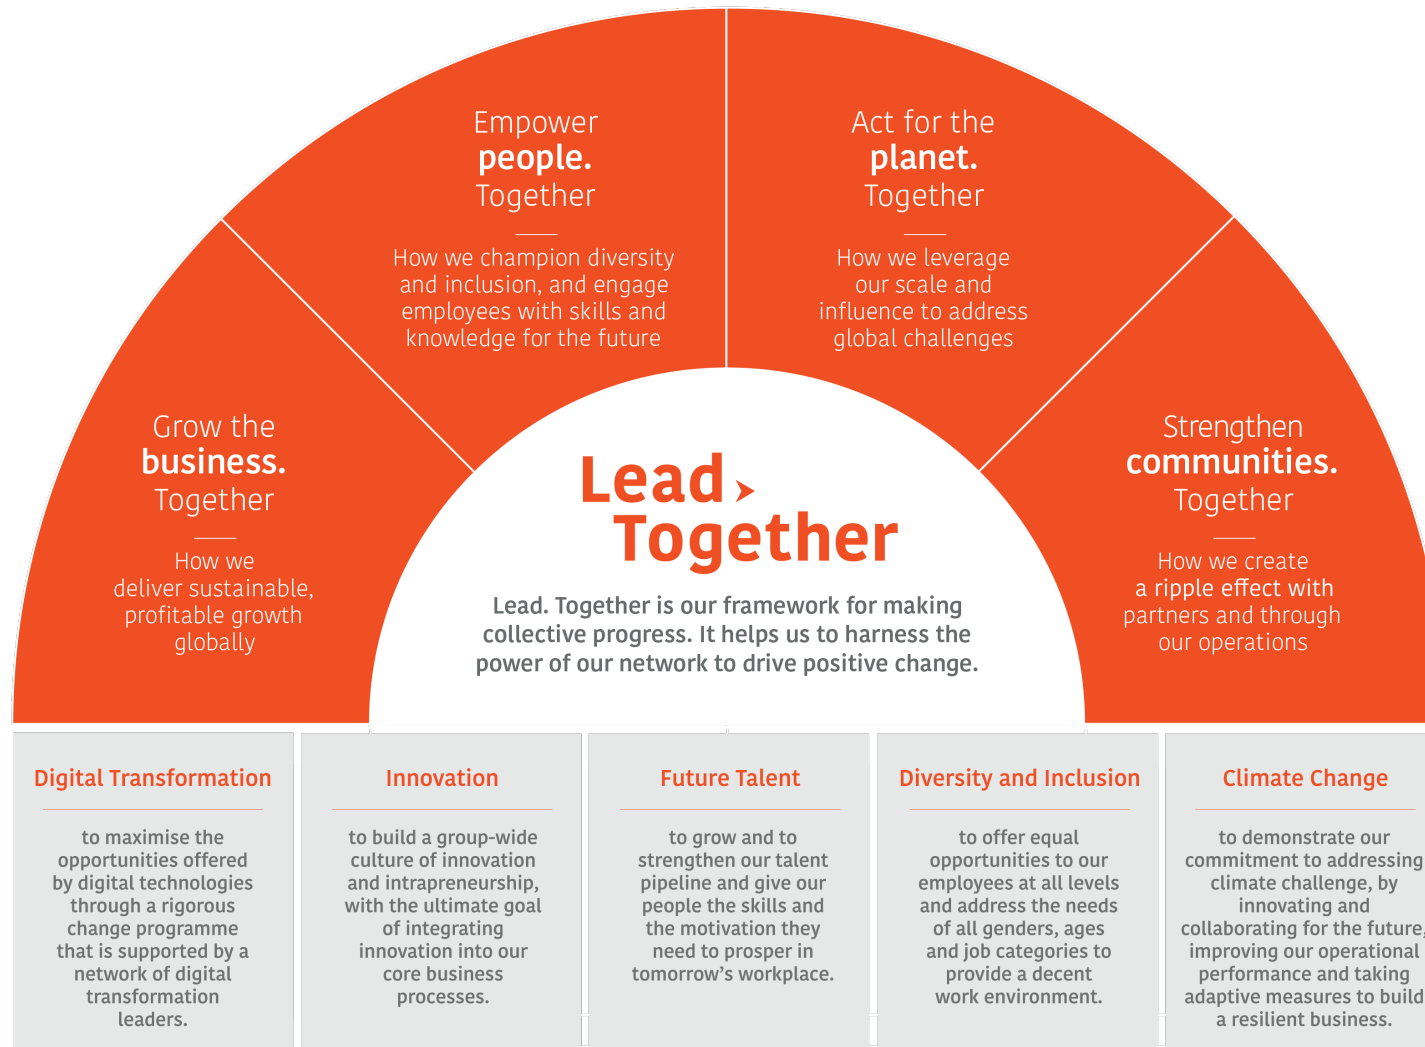 Empower
people.
Together
How we champion diversity
and inclusion, and engage
employees with skills and
knowledge for the future
Act for the
planet.
Together
How we leverage
our scale and
influence to address
global challenges
Grow the
business.
Together
How we
deliver sustainable,
profitable growth
globally
Strengthen
communities.
Together
How we create
a ripple effect with
partners and through
our operations
Lead
Together
Lead. Together is our framework for making
collective progress. It helps us to harness the
power of our network to drive positive change.
Digital Transformation
to maximise the
opportunities offered
by digital technologies
through a rigorous
change programme
that is supported by a
network of digital
transformation
leaders.
Innovation
to build a group-wide
culture of innovation
and intrapreneurship,
with the ultimate goal
of integrating
innovation into our
core business
processes.
Future Talent
to grow and to
strengthen our talent
pipeline and give our
people the skills and
the motivation they
need to prosper in
tomorrow's workplace.
Diversity and Inclusion
to offer equal
opportunities to our
employees at all levels
and address the needs
of all genders, ages
and job categories to
provide a decent
work environment.
Climate Change
to demonstrate our
commitment to addressing
climate challenge, by
innovating and
collaborating for the future,
improving our operational
performance and taking
adaptive measures to build
a resilient business.